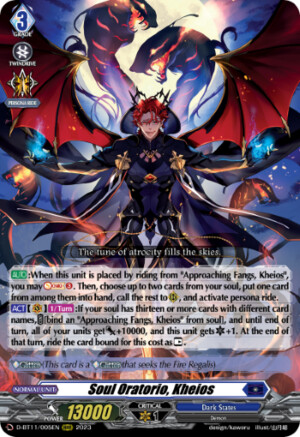 3
GRADE
TWINDRIVE
PERSONA RIDE
The tune of atrocity fills the skies.
AUTO:When this unit is placed by riding from "Approaching Fangs, Kheios",
you may. Then, choose up to two cards from your soul, put one card
from among them into hand, call the rest to, and activate persona ride.
ACT 1/Turn:If your soul has thirteen or more cards with different card
names, bind an "Approaching Fangs, Kheios" from soul, and until end of
turn, all of your units get +10000, and this unit gets +1. At the end of
that turn, ride the card bound for this cost as.
(This card is a that seeks the Fire Regalis)
NORMAL UNIT
Soul Oratorio, Kheios
POWER 13000
CRITICAL 1
Dark States
Demon
D-BT11/005EN RRR 2023
design/kaworu